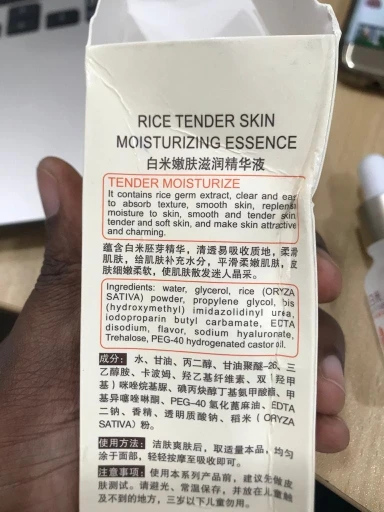 RICE TENDER SKIN
MOISTURIZING ESSENCE
白米嫩肤滋润精华液
TENDER MOISTURIZE
It contains rice germ extract, clear and
to absorb texture, smooth skin,
moisture to skin, smooth and tender skin
tender and soft skin, and make skin attractive
and charming.
蕴含白米胚芽精华，清透易吸收质地，柔滑
肌肤，给肌肤补充水分，平滑柔嫩肌肤，
肤细嫩柔软，使肌肤散发迷人晶采。
Ingredients: water, glycerol, rice (ORYZA
SATIVA) powder, propylene glycol, bis
(hydroxymethyl) imidazolidinyl urea,
iodoproparin butyl carbamate, ECTA
disodium, flavor, sodium hyaluronate,
Trehalose, PEG-40 hydrogenated castor oil.
成分：水、甘油、丙二醇、甘油聚醚-26、三
乙醇胺、卡波姆、羟乙基纤维素、双（羟甲
基）咪唑烷基脲、碘丙炔醇丁基氨甲酸酯、甲
基异噻唑啉酮、PEG-40氢化蓖麻油、EDTA
二钠、香精、透明质酸钠、稻米（ORYZA
SATIVA）粉。
使用方法：洁肤爽肤后，取适量本品，均匀
涂于面部，轻轻按摩至吸收即可。
注意事项：使用本系列产品前，建议先做皮
肤测试。请避光、常温保存，并放在儿童触
及不到的地方，三岁以下儿童勿用。